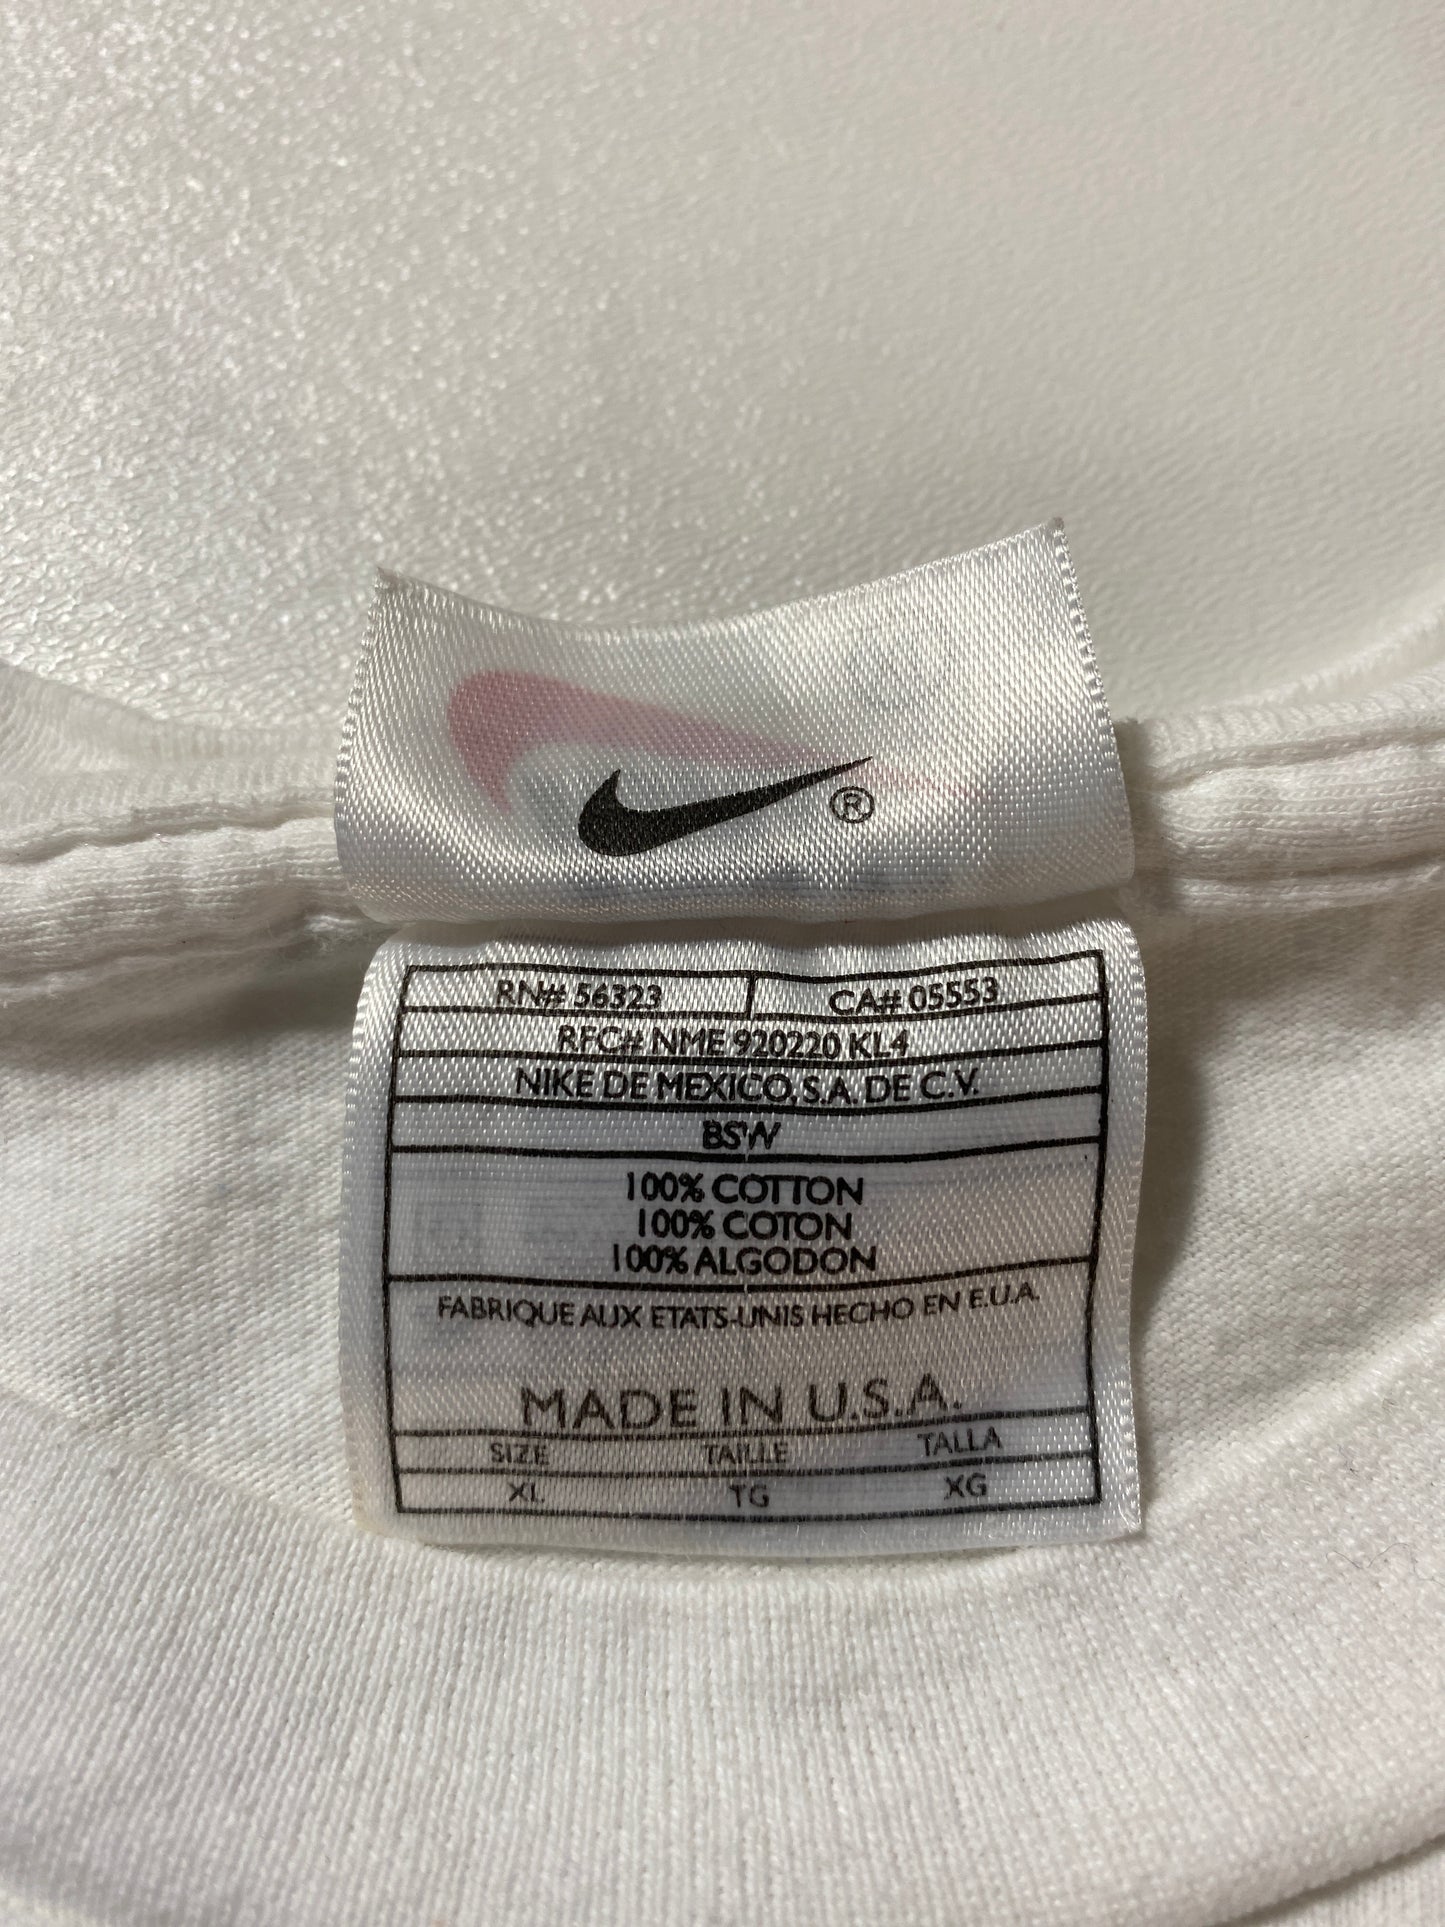 ®
RN# 56323 CA# 05553
RFC# NME 920220 KL4
NIKE DE MEXICO, S.A. DE C.V.
BSW
100% COTTON
100% COTON
100% ALGODON
FABRIQUE AUX ETATS-UNIS HECHO EN E.U.A.
MADE IN U.S.A.
SIZE TAILLE TALLA
XL TG XG